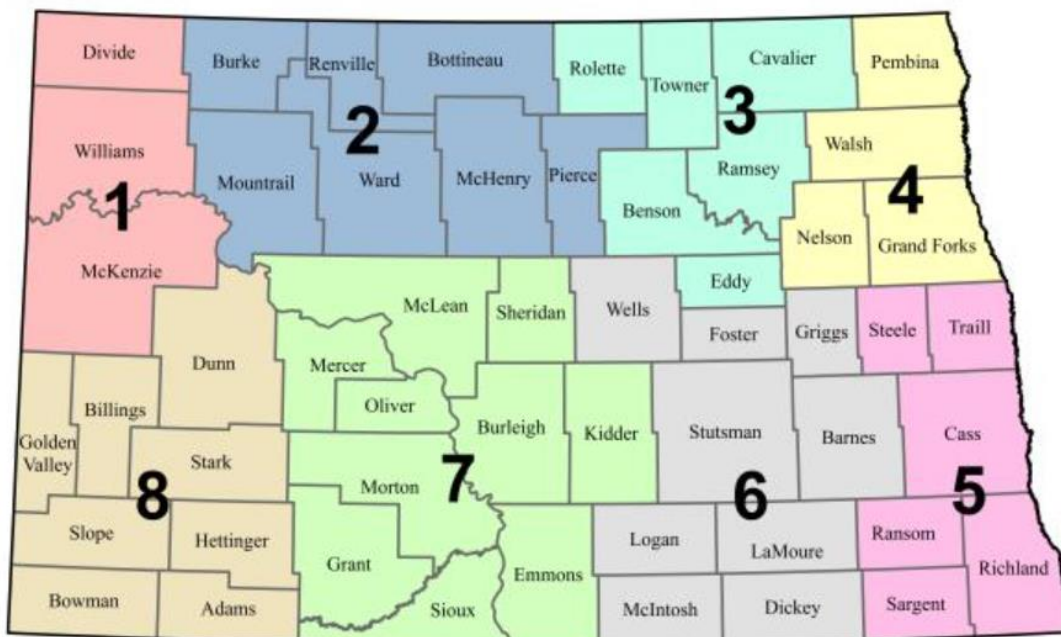 Divide
Burke
Renville
Bottineau
Rolette
Towner
Cavalier
Pembina
2
3
Williams
Mountrail
Ward
McHenry
Pierce
Ramsey
Walsh
1
Benson
4
Nelson
Grand Forks
McKenzie
McLean
Sheridan
Wells
Eddy
Foster
Griggs
Steele
Traill
Dunn
Mercer
Oliver
Billings
Golden
Valley
Stark
Burleigh
Kidder
Stutsman
Barnes
Cass
8
Morton
7
6
5
Slope
Hettinger
Grant
Emmons
Logan
LaMoure
Ransom
Richland
Bowman
Adams
Sioux
McIntosh
Dickey
Sargent